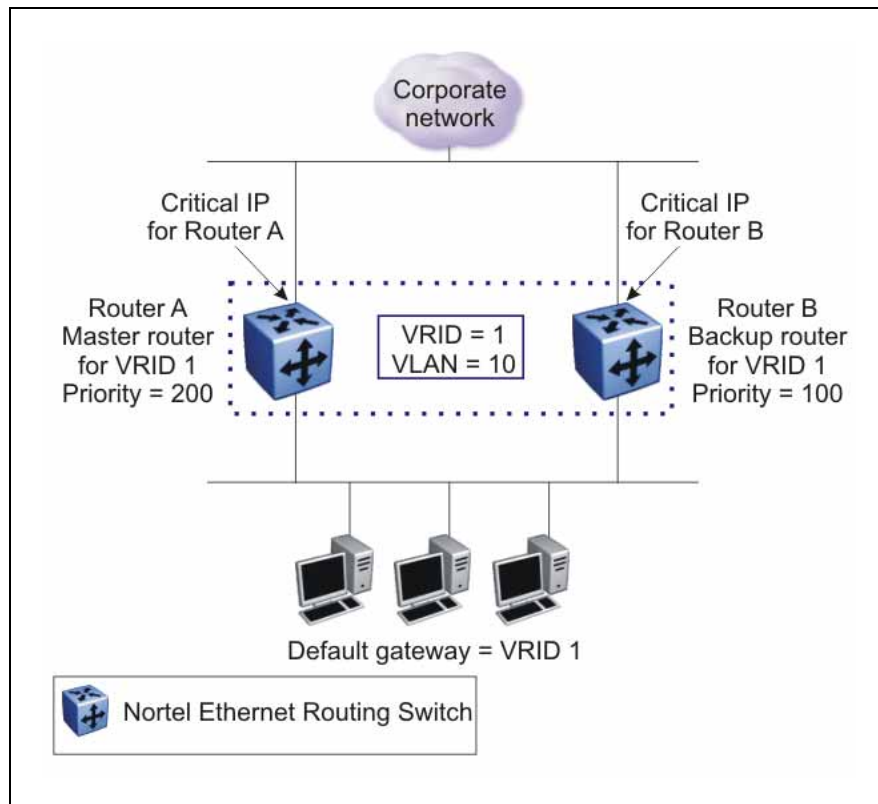 Corporate
network
Critical IP
for Router A
Critical IP
for Router B
Router A
Master router
for VRID 1
Priority = 200
VRID = 1
VLAN = 10
Router B
Backup router
for VRID 1
Priority = 100
Default gateway = VRID 1
Nortel Ethernet Routing Switch